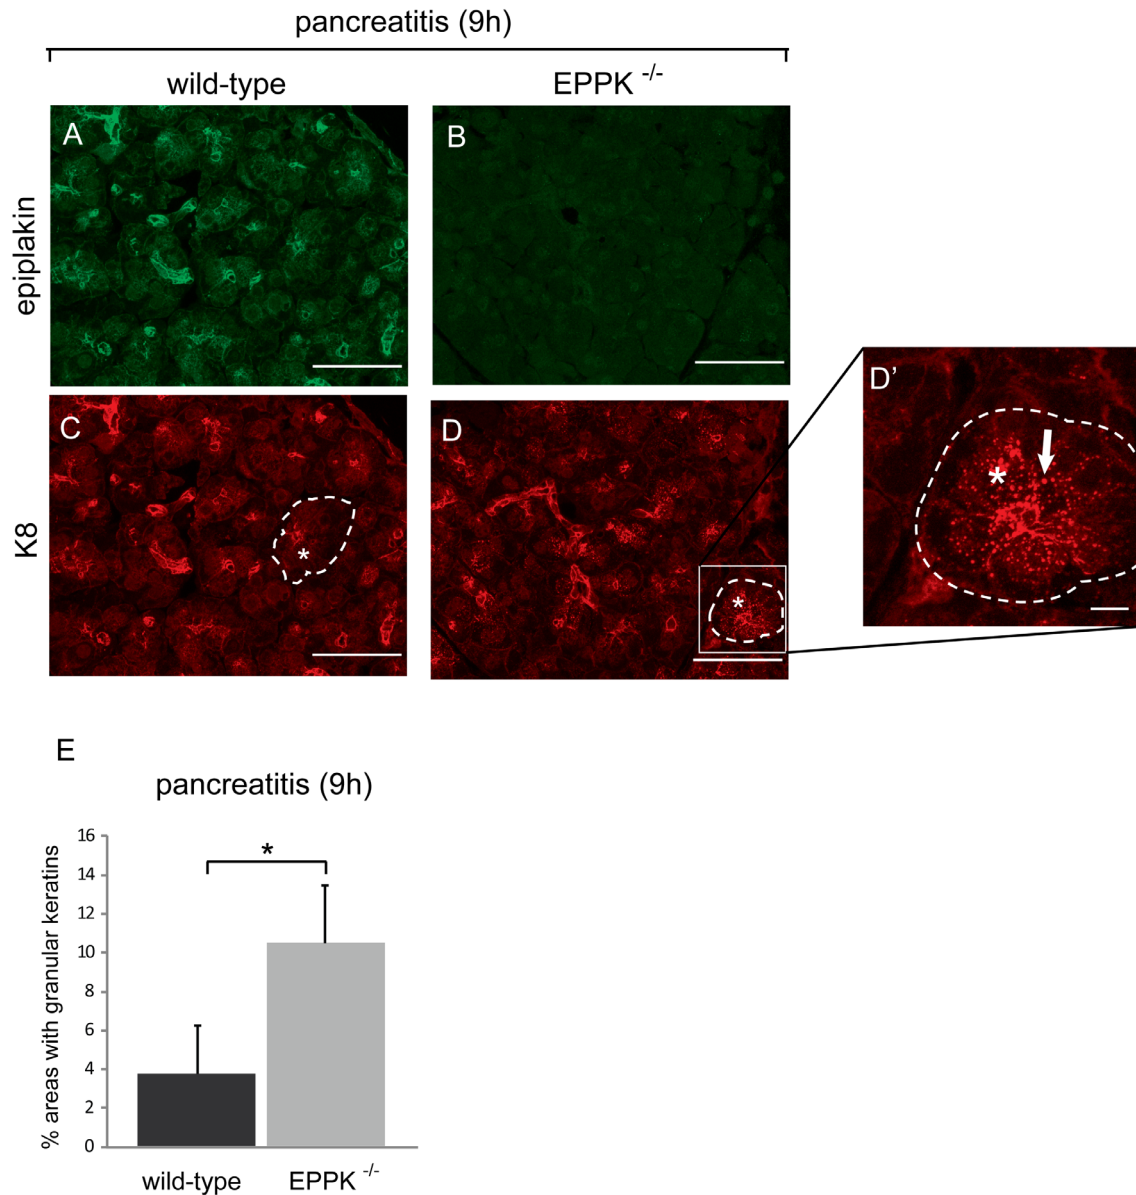 pancreatitis (9h)
wild-type EPPK -/-
epiplakin
A
B
K8
C
*
D
*
D’
*
E
pancreatitis (9h)
% areas with granular keratins
16
14
12
10
8
6
4
2
0
*
wild-type EPPK -/-